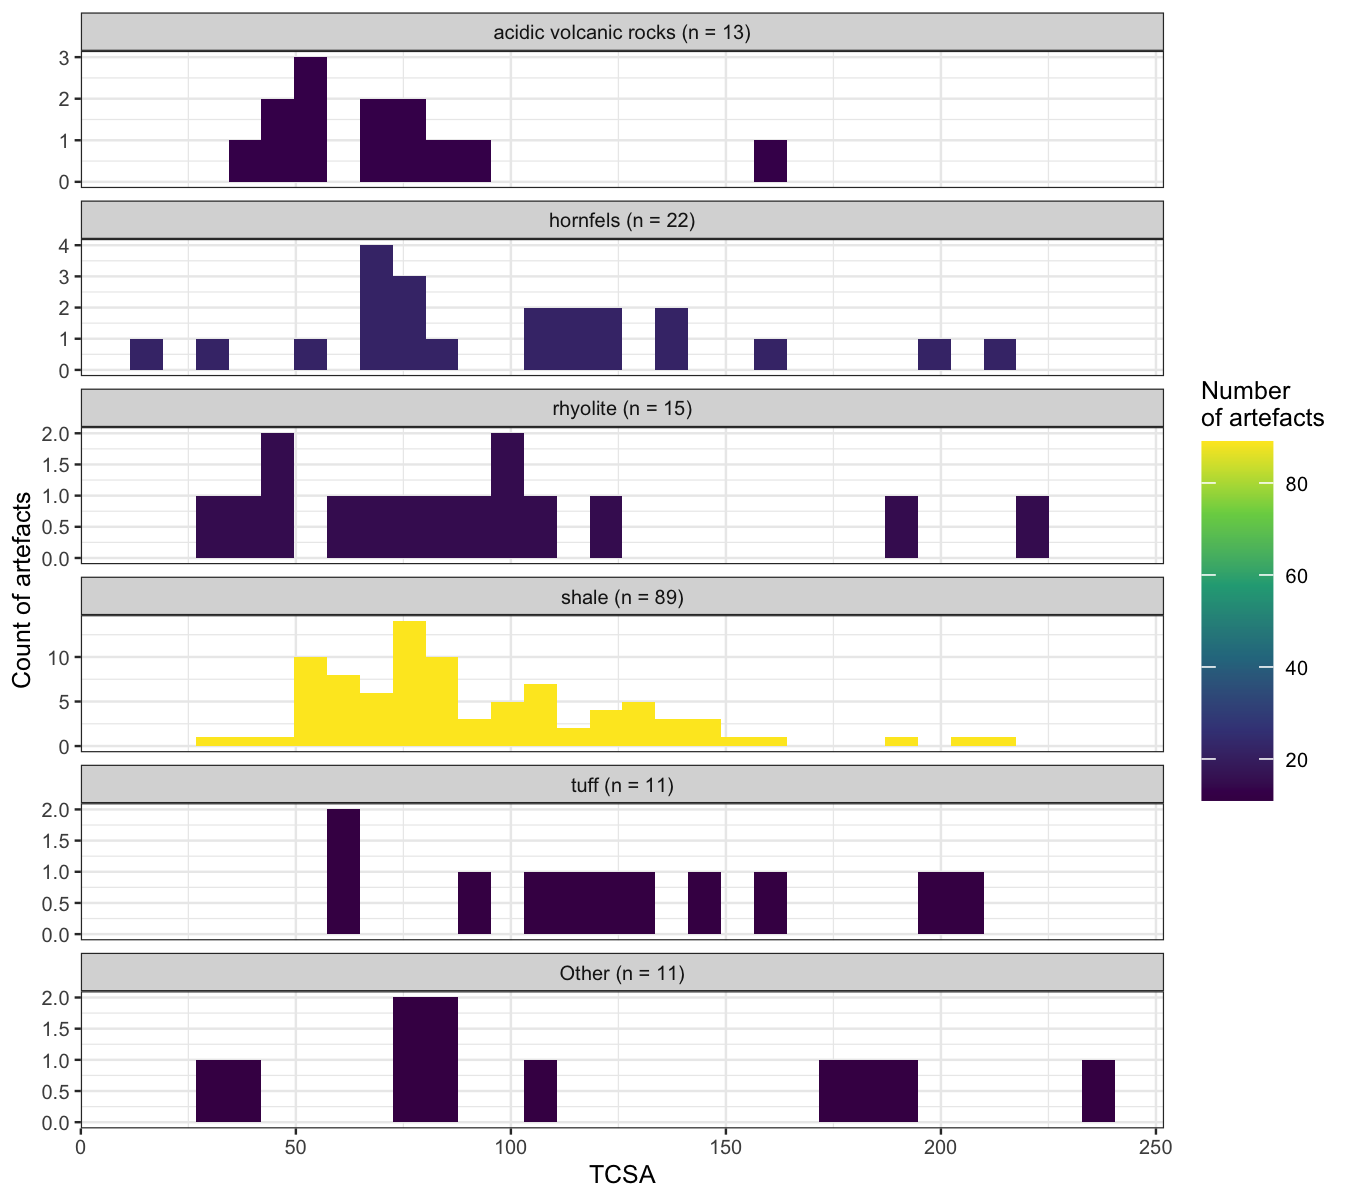 acidic volcanic rocks (n = 13)
3
2
1
0
hornfels (n = 22)
4
3
2
1
0
rhyolite (n = 15)
2.0
1.5
1.0
0.5
0.0
shale (n = 89)
10
5
0
tuff (n = 11)
2.0
1.5
1.0
0.5
0.0
Other (n = 11)
2.0
1.5
1.0
0.5
0.0
0 50 100 150 200 250
TCSA
Count of artefacts
Number
of artefacts
80
60
40
20